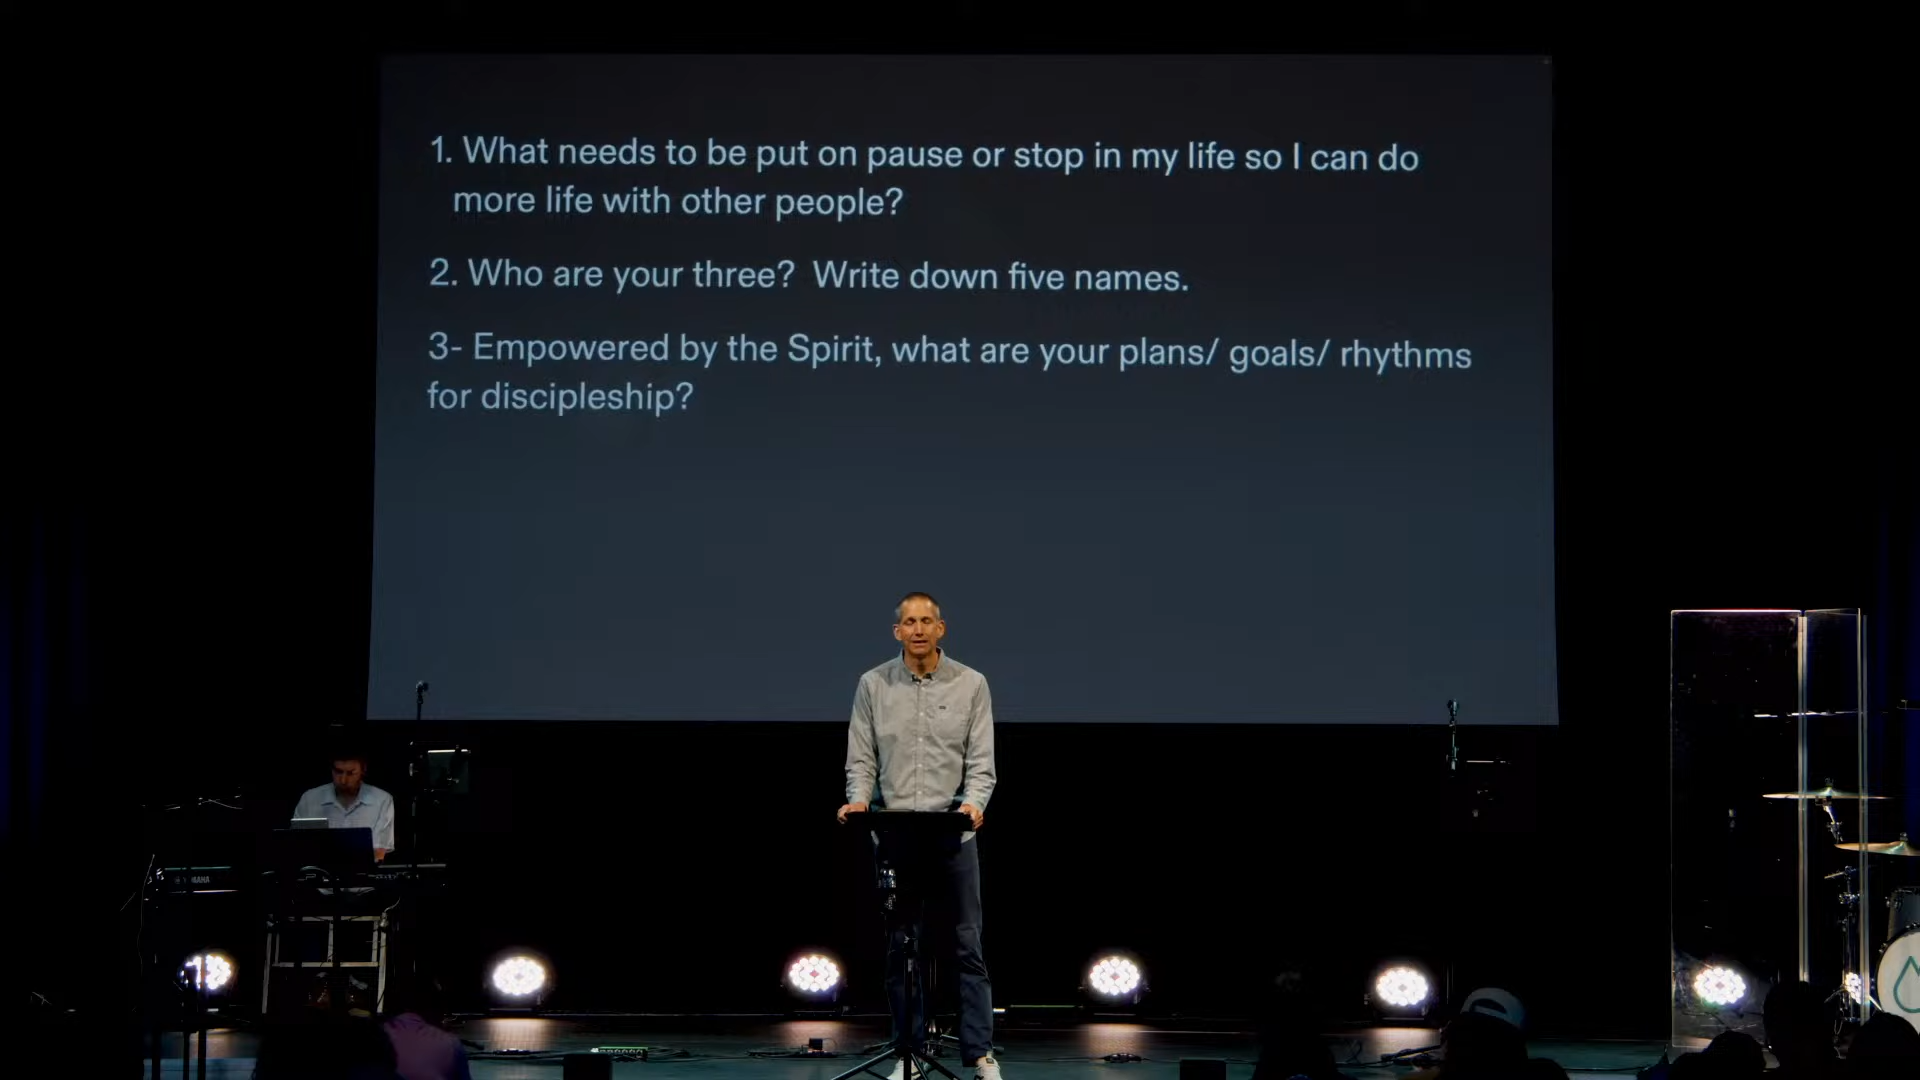 1. What needs to be put on pause or stop in my life so I can do
more life with other people?
2. Who are your three?  Write down five names.
3- Empowered by the Spirit, what are your plans/ goals/ rhythms
for discipleship?
YAMAHA